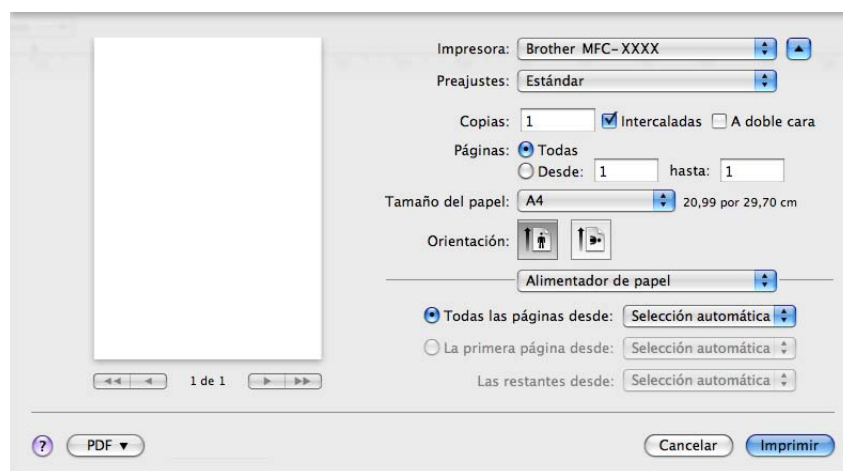 Impresora: Brother MFC-XXXX
Preajustes: Estándar
Copias: 1 Intercaladas A doble cara
Páginas: Todas
Desde: 1 hasta: 1
Tamaño del papel: A4 20,99 por 29,70 cm
Orientación:
Alimentador de papel
Todas las páginas desde: Selección automática
La primera página desde: Selección automática
1 de 1
Las restantes desde: Selección automática
? PDF Cancelar Imprimir